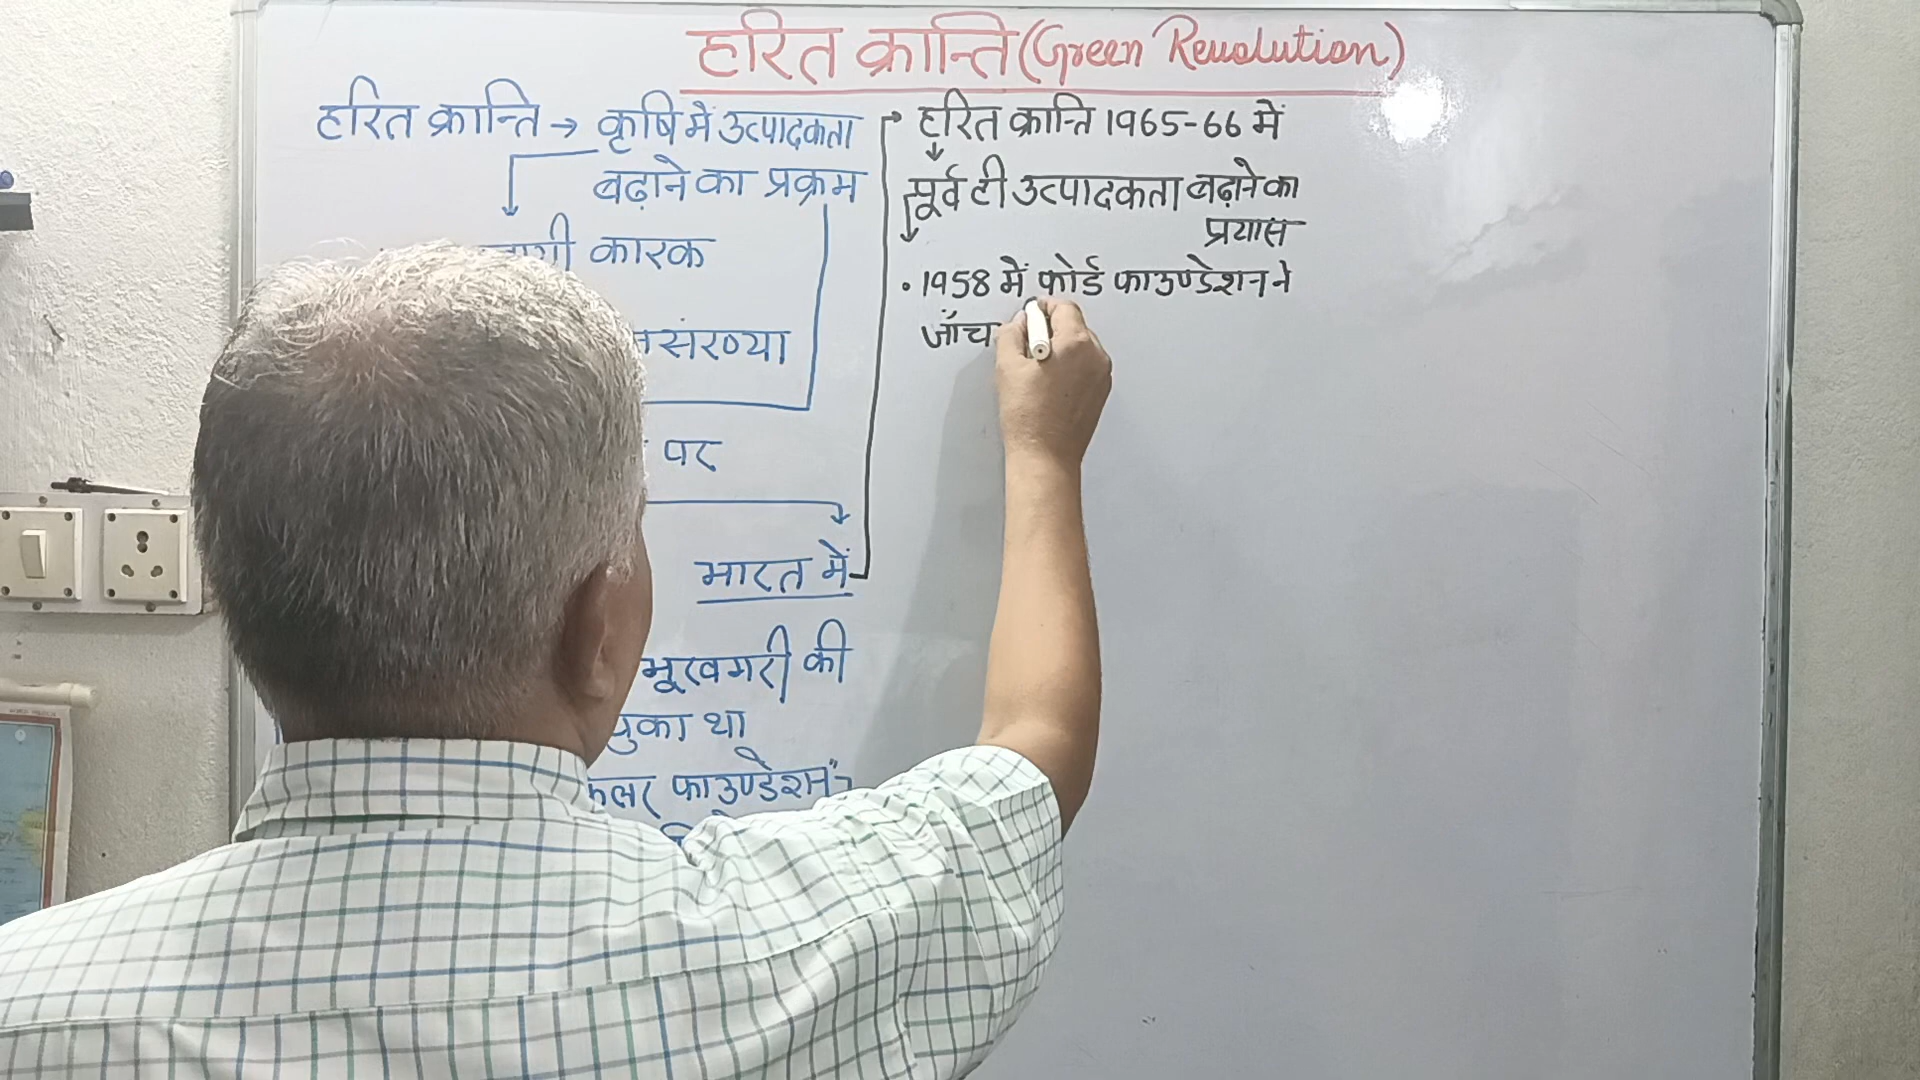 हरित क्रान्ति (Green Revolution)
हरित क्रान्ति → कृषि में उत्पादकता
बढ़ाने का प्रक्रम
कारक
संख्या
पर
भारत में
भूखमरी की
चुका था
फाउण्डेशन"
हरित क्रान्ति 1965-66 में
पूर्व ही उत्पादकता बढ़ाने का
प्रयास
• 1958 में फोर्ड फाउण्डेशन ने
जाँच